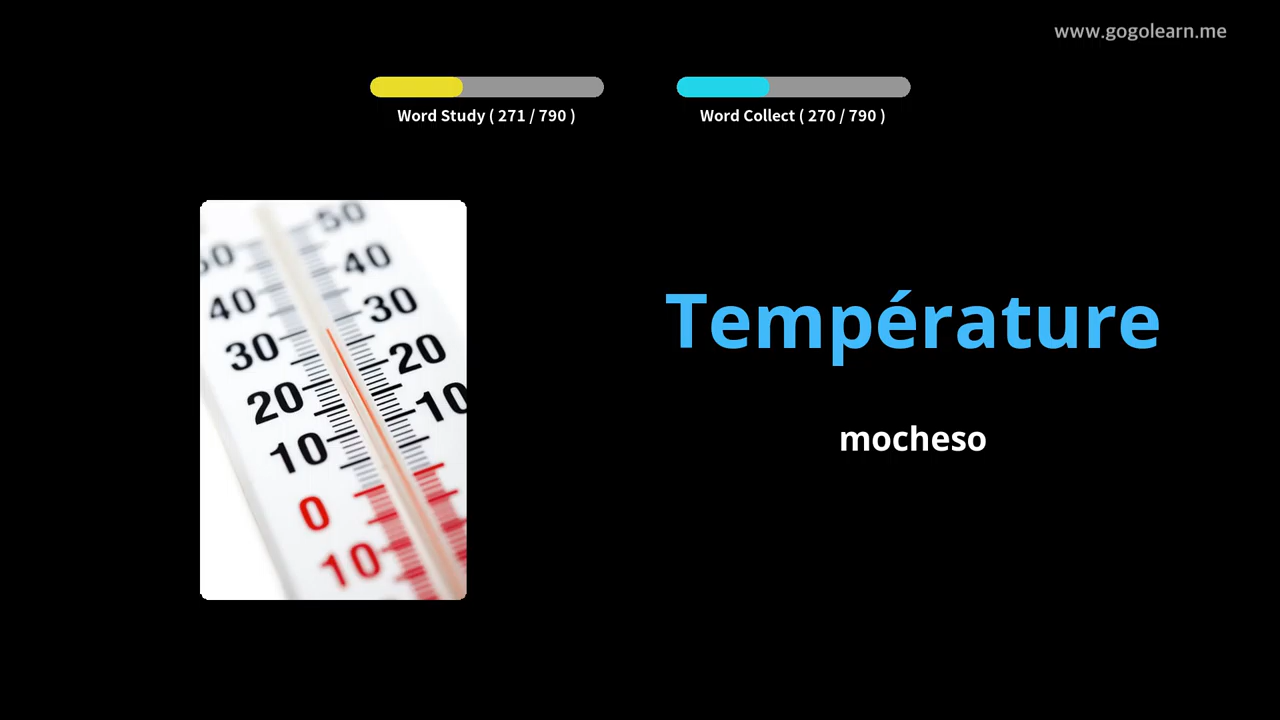 www.gogolearn.me
Word Study ( 271 / 790 )
Word Collect ( 270 / 790 )
50
40
40
30
30
20
20
10
10
0
10
Température
mocheso